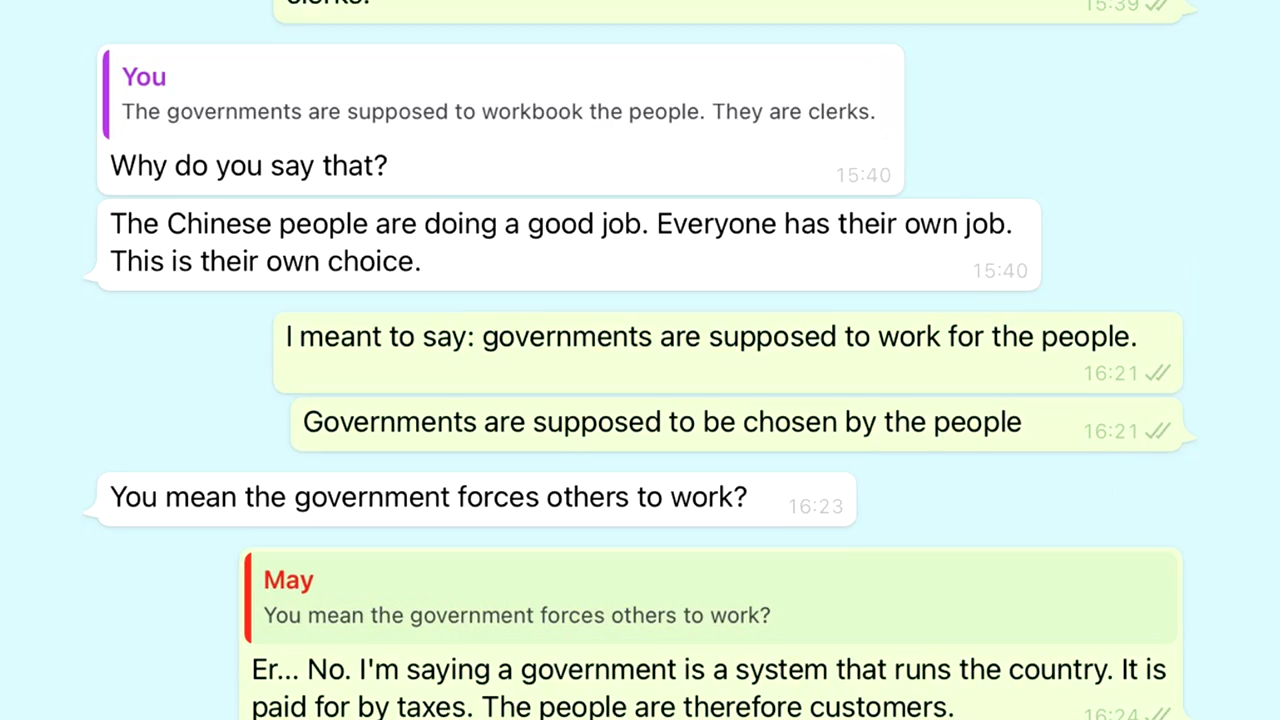 clerks.
15:39
You
The governments are supposed to workbook the people. They are clerks.
Why do you say that?
15:40
The Chinese people are doing a good job. Everyone has their own job.
This is their own choice.
15:40
I meant to say: governments are supposed to work for the people.
16:21
Governments are supposed to be chosen by the people
16:21
You mean the government forces others to work?
16:23
May
You mean the government forces others to work?
Er... No. I'm saying a government is a system that runs the country. It is
paid for by taxes. The people are therefore customers.
16:24